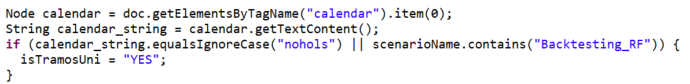 Node calendar = doc.getElementsByTagName("calendar").item(0);
String calendar_string = calendar.getTextContent();
if (calendar_string.equalsIgnoreCase("nohols") || scenarioName.contains("Backtesting_RF")) {
  isTramosUni = "YES";
}